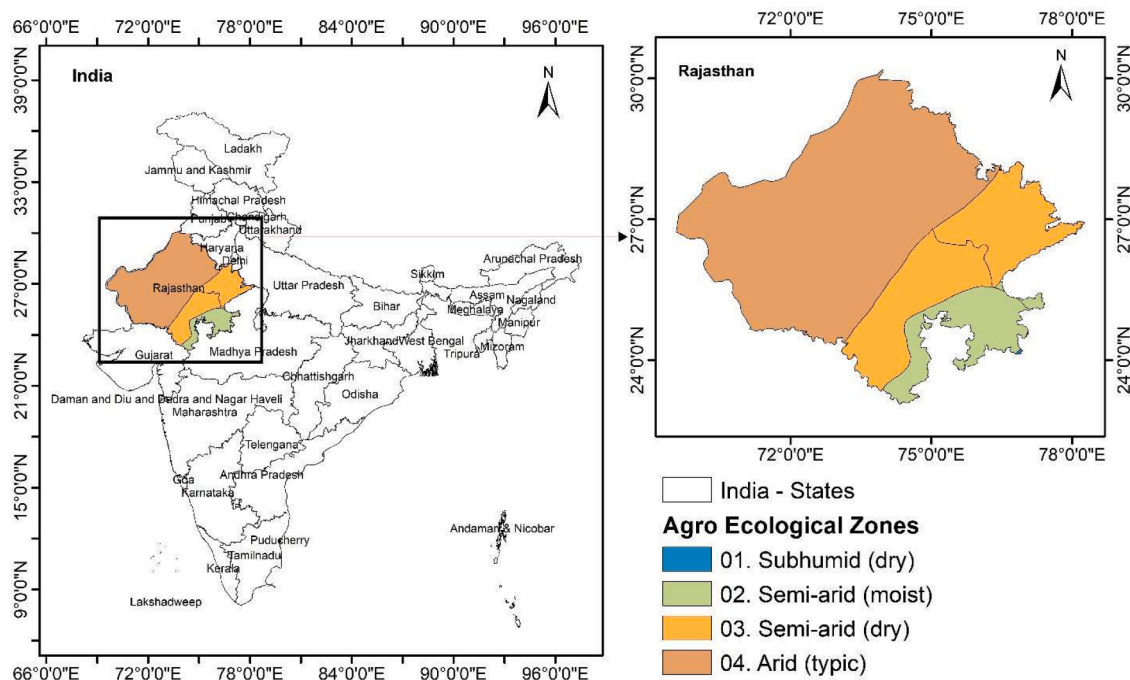 66°0'0"E 72°0'0"E 78°0'0"E 84°0'0"E 90°0'0"E 96°0'0"E
India
N
39°0'0"N
33°0'0"N
27°0'0"N
21°0'0"N
15°0'0"N
9°0'0"N
Ladakh
Jammu and Kashmir
Himachal Pradesh
Punjab
Chandigarh
Uttarakhand
Haryana
Delhi
Rajasthan
Uttar Pradesh
Bihar
Sikkim
Arunachal Pradesh
Assam
Nagaland
Meghalaya
Manipur
Mizoram
Tripura
Jharkhand
West Bengal
Gujarat
Madhya Pradesh
Chhattishgarh
Odisha
Daman and Diu and Dedra and Nagar Haveli
Maharashtra
Telengana
Goa
Andhra Pradesh
Karnataka
Andaman & Nicobar
Puducherry
Tamilnadu
Kerala
Lakshadweep
66°0'0"E 72°0'0"E 78°0'0"E 84°0'0"E 90°0'0"E 96°0'0"E
72°0'0"E 75°0'0"E 78°0'0"E
Rajasthan
N
30°0'0"N
27°0'0"N
24°0'0"N
30°0'0"N
27°0'0"N
24°0'0"N
72°0'0"E 75°0'0"E 78°0'0"E
India - States
Agro Ecological Zones
01. Subhumid (dry)
02. Semi-arid (moist)
03. Semi-arid (dry)
04. Arid (typic)